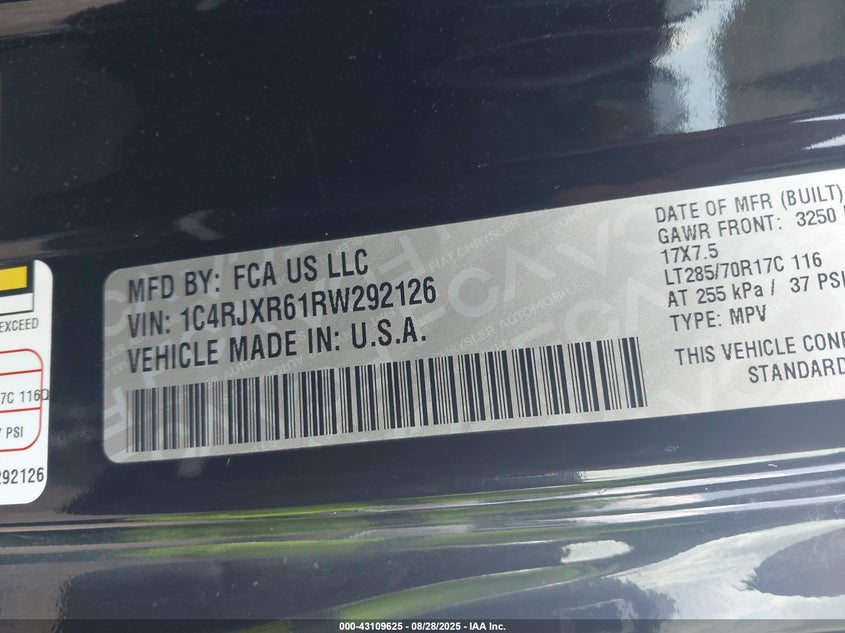 MFD BY: FCA US LLC
VIN: 1C4RJXR61RW292126
VEHICLE MADE IN: U.S.A.
DATE OF MFR (BUILT)
GAWR FRONT: 3250
17X7.5
LT285/70R17C 116
AT 255 kPa / 37 PSI
TYPE: MPV
THIS VEHICLE CONF
STANDARD
EXCEED
7C 116Q
PSI
292126
000-43109625 - 08/28/2025 - IAA Inc.